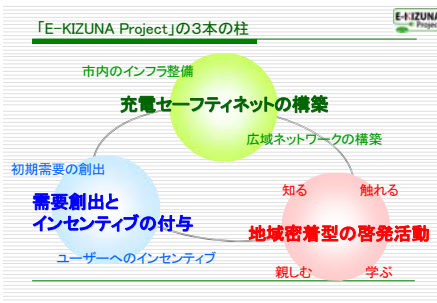 「E-KIZUNA Project」の３本の柱
E-KIZUNA
Project
市内のインフラ整備
充電セーフティネットの構築
広域ネットワークの構築
初期需要の創出
需要創出と
インセンティブの付与
ユーザーへのインセンティブ
知る
触れる
地域密着型の啓発活動
親しむ
学ぶ